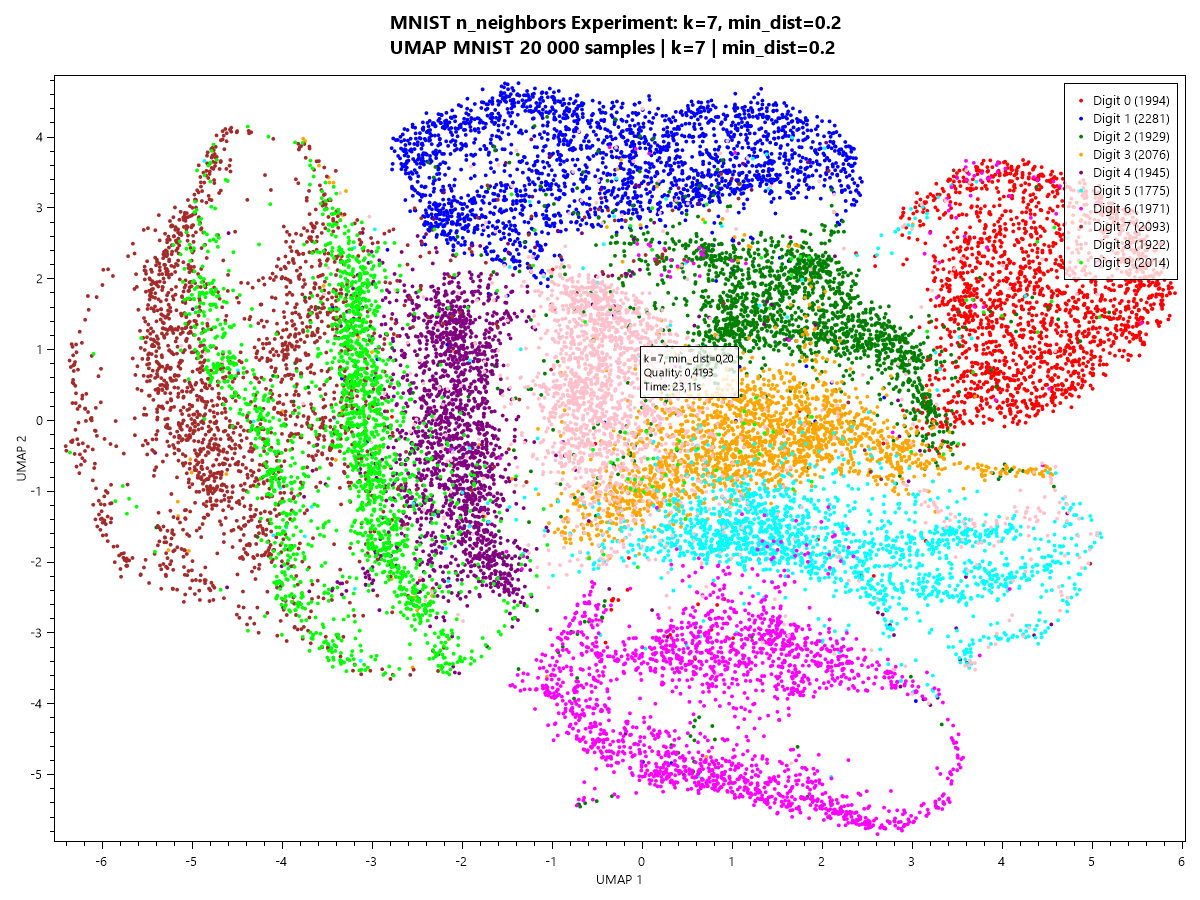 MNIST n_neighbors Experiment: k=7, min_dist=0.2
UMAP MNIST 20 000 samples | k=7 | min_dist=0.2
Digit 0 (1994)
Digit 1 (2281)
Digit 2 (1929)
Digit 3 (2076)
Digit 4 (1945)
Digit 5 (1775)
Digit 6 (1971)
Digit 7 (2093)
Digit 8 (1922)
Digit 9 (2014)
k=7, min_dist=0,20
Quality: 0,4193
Time: 23,11s
4
3
2
1
0
-1
-2
-3
-4
-5
UMAP 2
-6 -5 -4 -3 -2 -1 0 1 2 3 4 5 6
UMAP 1